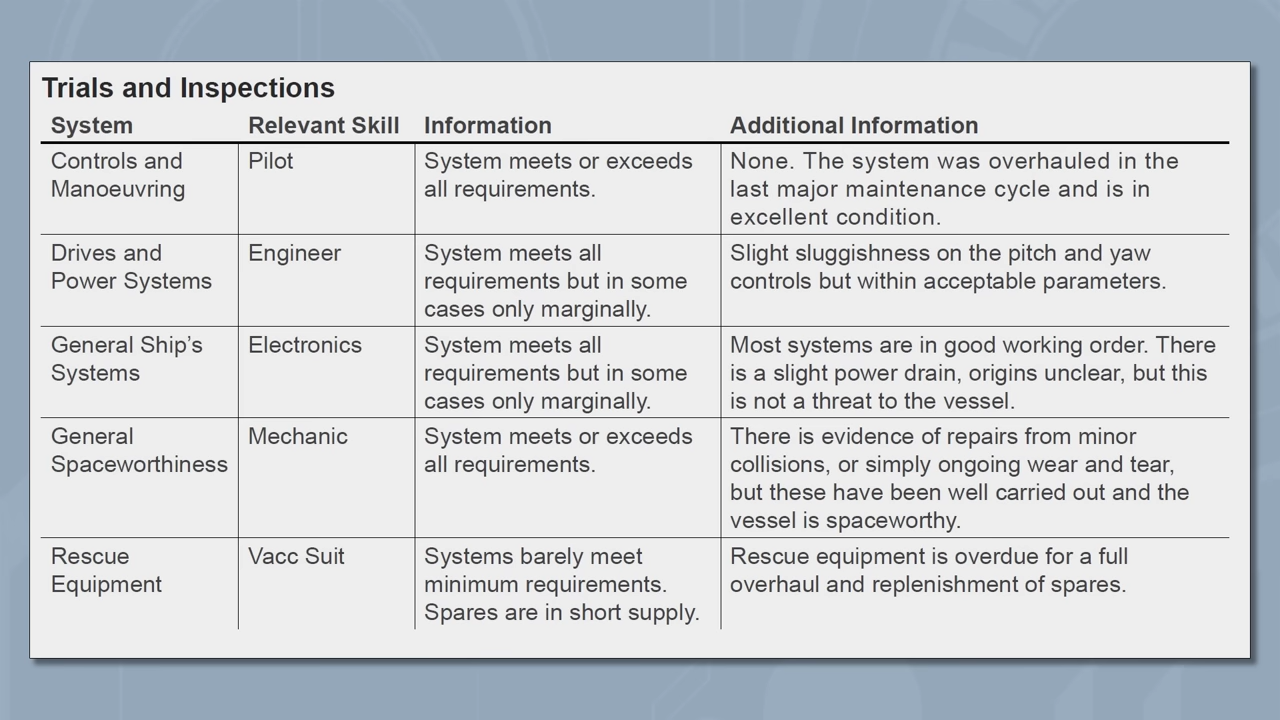 Trials and Inspections
System Relevant Skill Information Additional Information
Controls and Manoeuvring Pilot System meets or exceeds all requirements. None. The system was overhauled in the last major maintenance cycle and is in excellent condition.
Drives and Power Systems Engineer System meets all requirements but in some cases only marginally. Slight sluggishness on the pitch and yaw controls but within acceptable parameters.
General Ship’s Systems Electronics System meets all requirements but in some cases only marginally. Most systems are in good working order. There is a slight power drain, origins unclear, but this is not a threat to the vessel.
General Spaceworthiness Mechanic System meets or exceeds all requirements. There is evidence of repairs from minor collisions, or simply ongoing wear and tear, but these have been well carried out and the vessel is spaceworthy.
Rescue Equipment Vacc Suit Systems barely meet minimum requirements. Spares are in short supply. Rescue equipment is overdue for a full overhaul and replenishment of spares.